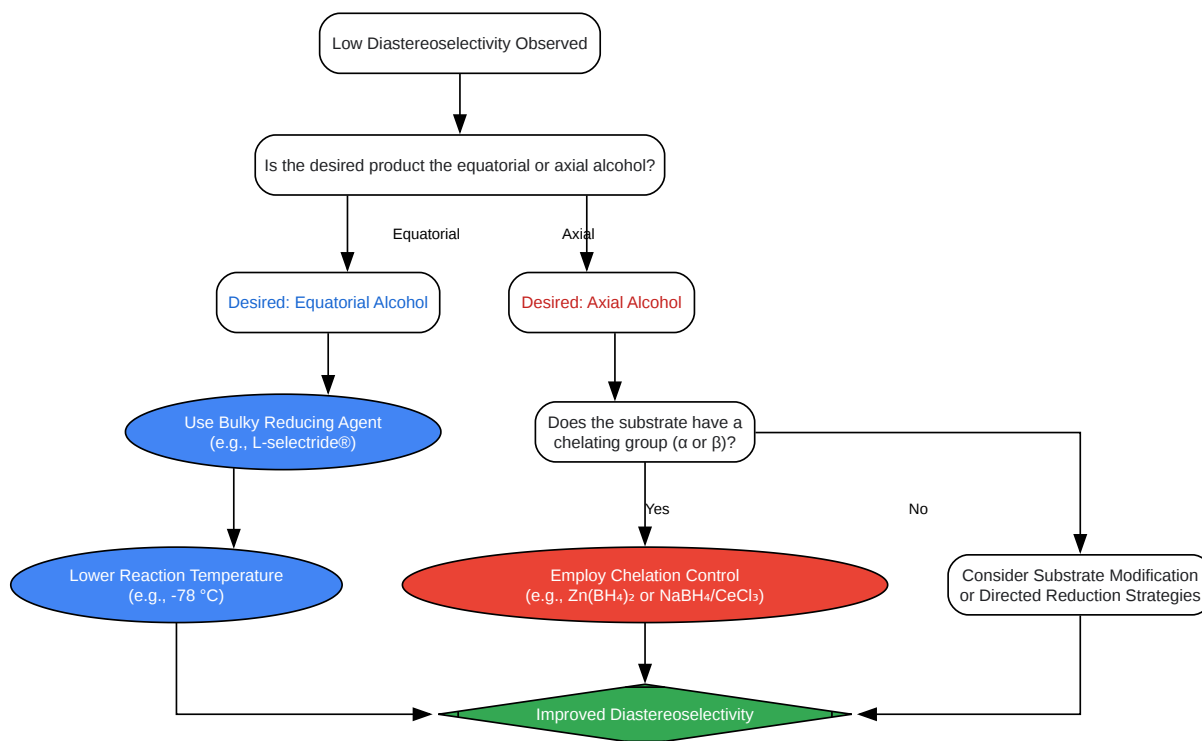 Low Diastereoselectivity Observed
Is the desired product the equatorial or axial alcohol?
Equatorial
Axial
Desired: Equatorial Alcohol
Desired: Axial Alcohol
Use Bulky Reducing Agent
(e.g., L-selectride®)
Does the substrate have a
chelating group (α or β)?
Yes
No
Lower Reaction Temperature
(e.g., -78 °C)
Employ Chelation Control
(e.g., Zn(BH₄)₂ or NaBH₄/CeCl₃)
Consider Substrate Modification
or Directed Reduction Strategies
Improved Diastereoselectivity